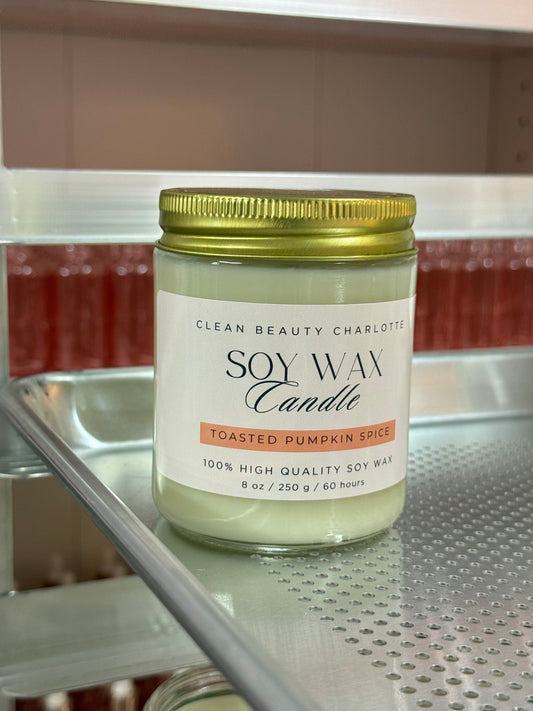 CLEAN BEAUTY CHARLOTTE
SOY WAX
Candle
TOASTED PUMPKIN SPICE
100% HIGH QUALITY SOY WAX
8 oz / 250 g / 60 hours